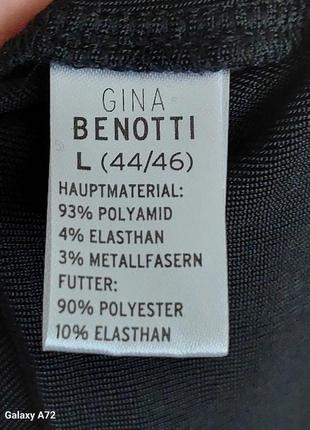 GINA
BENOTTI
L (44/46)
HAUPTMATERIAL:
93% POLYAMID
4% ELASTHAN
3% METALLFASERN
FUTTER:
90% POLYESTER
10% ELASTHAN
Galaxy A72